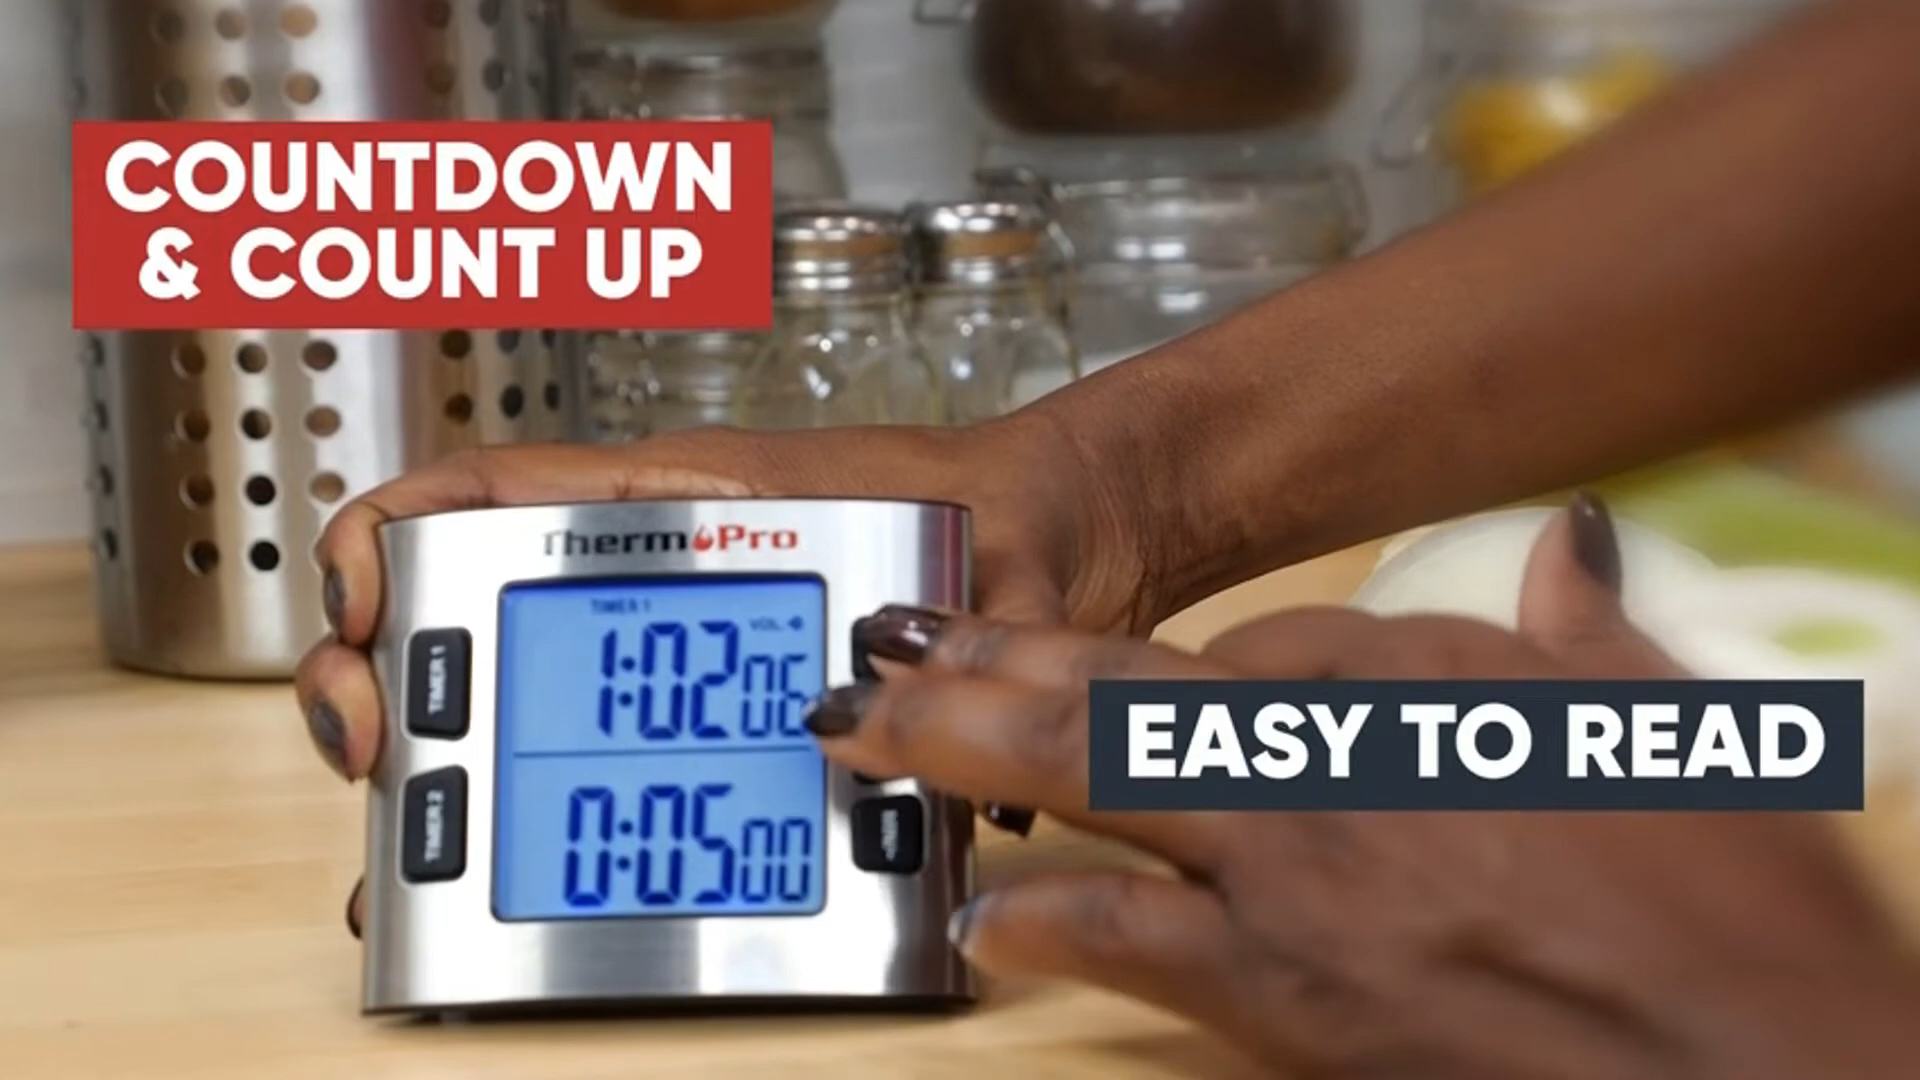 COUNTDOWN
& COUNT UP
ThermoPro
TIMER 1
VOL
1:02 06
TIMER 1
EASY TO READ
0:05 00
TIMER 2